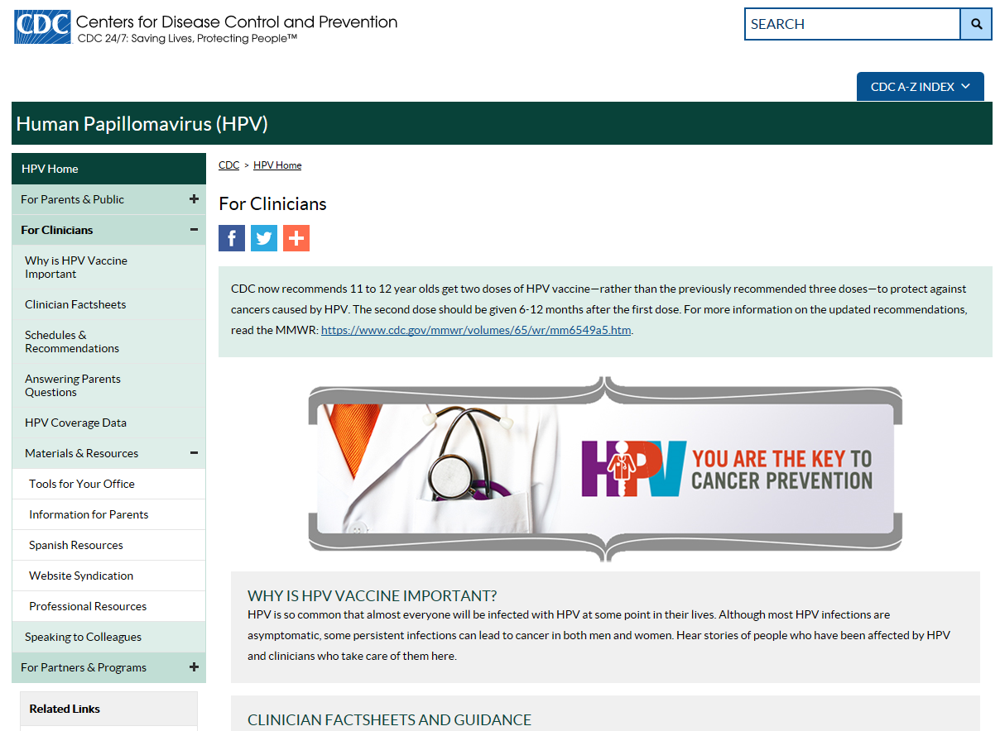 CDC
Centers for Disease Control and Prevention
CDC 24/7: Saving Lives, Protecting People™
SEARCH
CDC A-Z INDEX
Human Papillomavirus (HPV)
HPV Home
For Parents & Public
For Clinicians
Why is HPV Vaccine
Important
Clinician Factsheets
Schedules &
Recommendations
Answering Parents
Questions
HPV Coverage Data
Materials & Resources
Tools for Your Office
Information for Parents
Spanish Resources
Website Syndication
Professional Resources
Speaking to Colleagues
For Partners & Programs
Related Links
CDC > HPV Home
For Clinicians
CDC now recommends 11 to 12 year olds get two doses of HPV vaccine—rather than the previously recommended three doses—to protect against
cancers caused by HPV. The second dose should be given 6-12 months after the first dose. For more information on the updated recommendations,
read the MMWR: https://www.cdc.gov/mmwr/volumes/65/wr/mm6549a5.htm.
HPV YOU ARE THE KEY TO
CANCER PREVENTION
WHY IS HPV VACCINE IMPORTANT?
HPV is so common that almost everyone will be infected with HPV at some point in their lives. Although most HPV infections are
asymptomatic, some persistent infections can lead to cancer in both men and women. Hear stories of people who have been affected by HPV
and clinicians who take care of them here.
CLINICIAN FACTSHEETS AND GUIDANCE